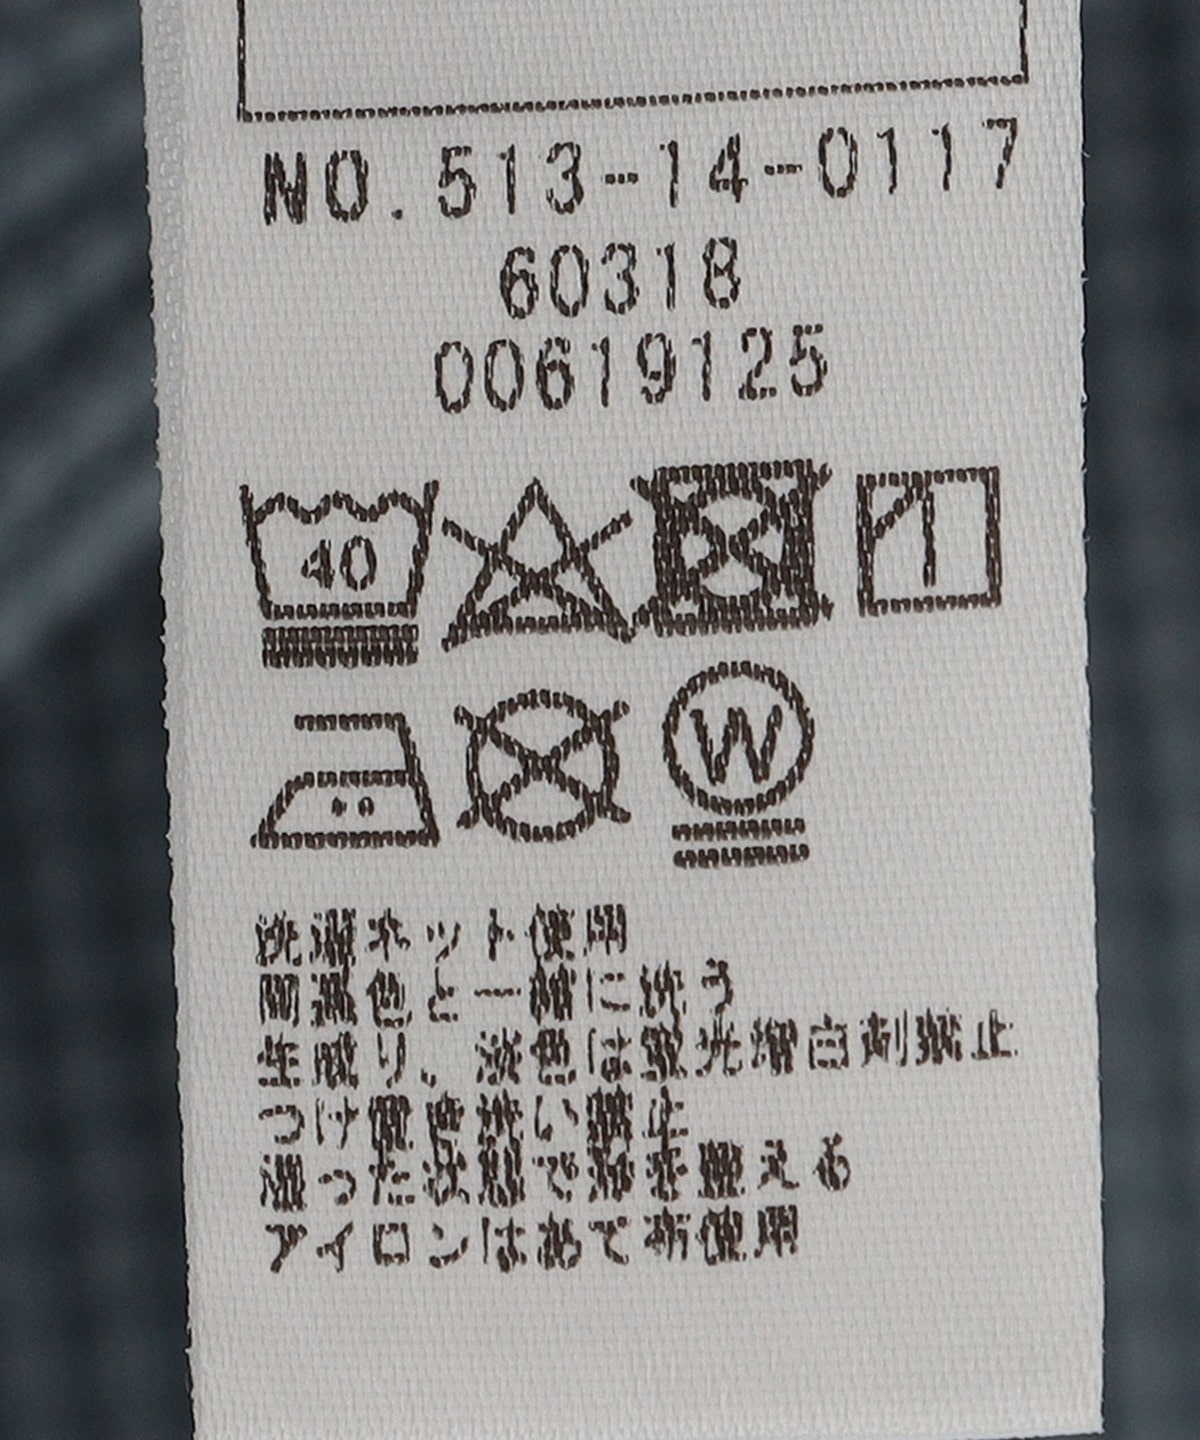 NO.513-14-0117
60318
00619125
40
W
洗濯ネット使用
同系色と一緒に洗う
生成り、淡色は蛍光増白剤禁止
つけ置き洗い禁止
湿った状態で形を整える
アイロンはあて布使用